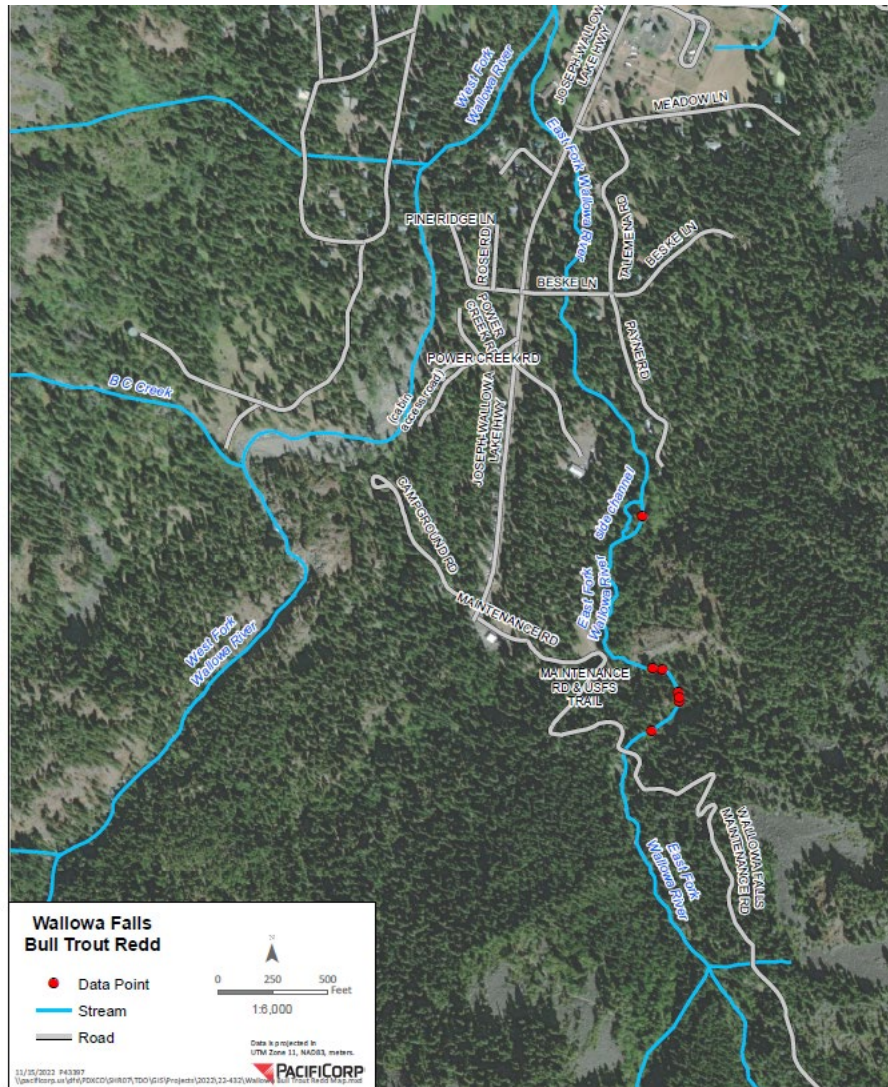 West Fork
Wallowa River
JOSEPH-WALLOWA
LAKE HWY
MEADOW LN
East Fork Wallowa River
PINE RIDGE LN
ROSE RD
TALEMENA RD
BESKE LN
BESKE LN
POWER
CREEK RD
PAYNE RD
POWER CREEK RD
B C Creek
(cabin
access road)
JOSEPH-WALLOWA
LAKE HWY
CAMPGROUND RD
side channel
East Fork
Wallowa River
MAINTENANCE RD
West Fork
Wallowa River
MAINTENANCE
RD & USFS
TRAIL
WALLOWA FALLS
MAINTENANCE RD
East Fork
Wallowa River
Wallowa Falls
Bull Trout Redd
Data Point
Stream
Road
0 250 500
Feet
1:6,000
Data is projected in
UTM Zone 11, NAD83, meters.
PACIFICORP
11/15/2022 P43397